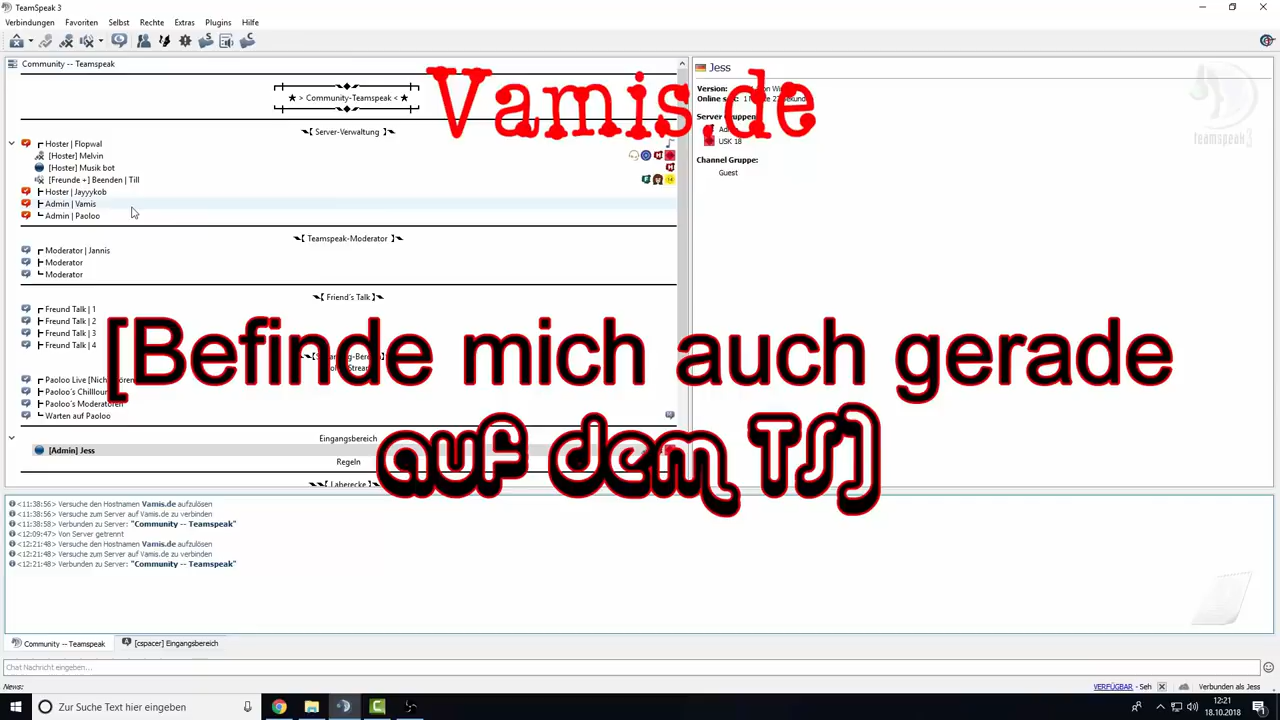 TeamSpeak 3
Verbindungen Favoriten Selbst Rechte Extras Plugins Hilfe
Community -- Teamspeak
★ > Community-Teamspeak < ★
Server-Verwaltung
Hoster | Flopwal
[Hoster] Melvin
[Hoster] Musik bot
[Freunde +] Beenden | Till
Hoster | Jayyykob
Admin | Vamis
Admin | Paoloo
Teamspeak-Moderator
Moderator | Jannis
Moderator
Moderator
Friend´s Talk
Freund Talk | 1
Freund Talk | 2
Freund Talk | 3
Freund Talk | 4
Paoloo Live
Paoloo´s
Paoloo´s Moderatoren
Warten auf Paoloo
Eingangsbereich
[Admin] Jess
Regeln
Laberecke
Jess
Version:
Online
Server Gruppen:
USK 18
Channel Gruppe:
Guest
teamspeak3
Vamis.de
[Befinde mich auch gerade
auf dem TS]
<11:38:56> Versuche den Hostnamen Vamis.de aufzulösen
<11:38:56> Versuche zum Server auf Vamis.de zu verbinden
<11:38:58> Verbunden zu Server: "Community -- Teamspeak"
<12:09:47> Von Server getrennt
<12:21:48> Versuche den Hostnamen Vamis.de aufzulösen
<12:21:48> Versuche zum Server auf Vamis.de zu verbinden
<12:21:48> Verbunden zu Server: "Community -- Teamspeak"
Community -- Teamspeak [cspacer] Eingangsbereich
Chat Nachricht eingeben...
News: VERFÜGBAR - Seh Verbunden als Jess
Zur Suche Text hier eingeben
12:21
18.10.2018